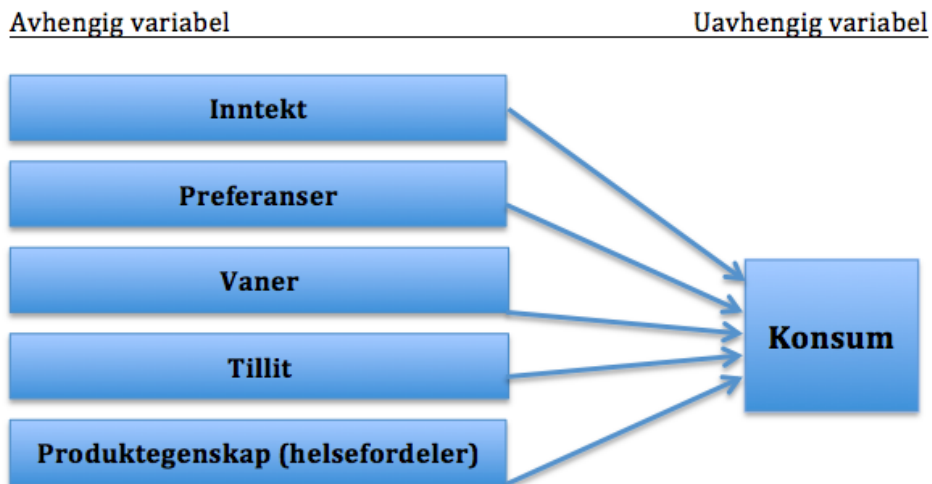 Avhengig variabel
Uavhengig variabel
Inntekt
Preferanser
Vaner
Tillit
Produktegenskap (helsefordeler)
Konsum